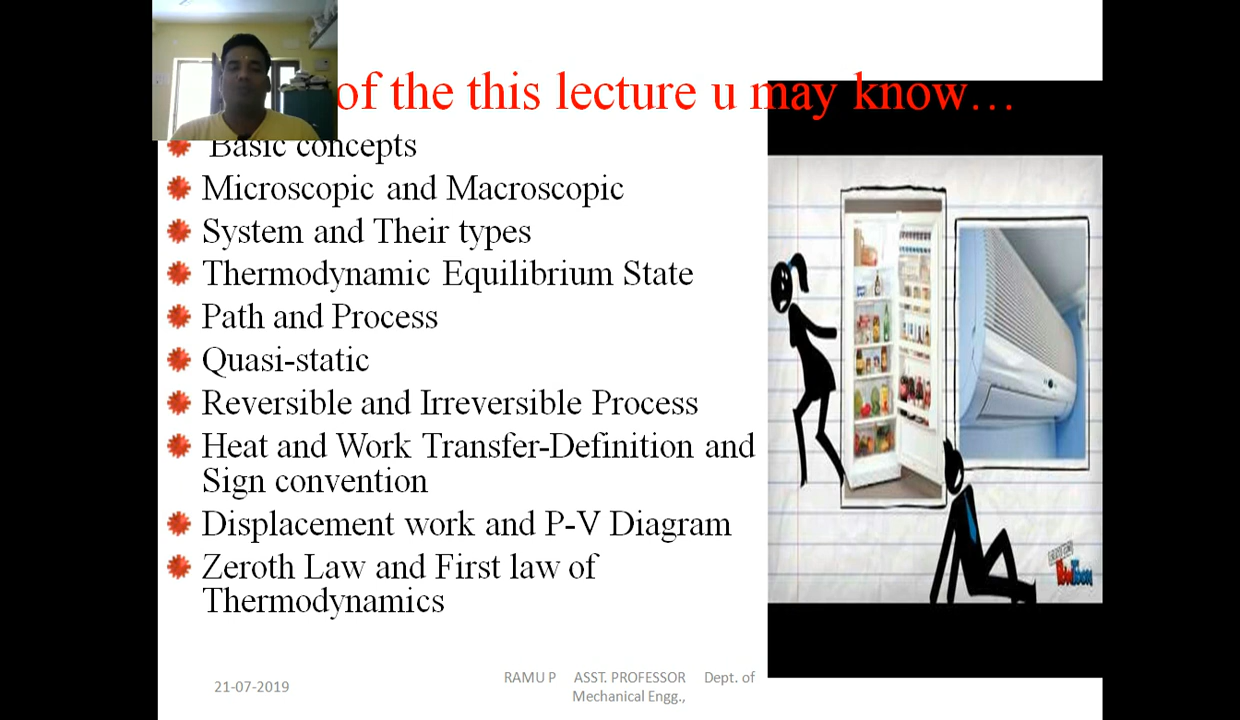 of the this lecture u may know…
Basic concepts
Microscopic and Macroscopic
System and Their types
Thermodynamic Equilibrium State
Path and Process
Quasi-static
Reversible and Irreversible Process
Heat and Work Transfer-Definition and
Sign convention
Displacement work and P-V Diagram
Zeroth Law and First law of
Thermodynamics
21-07-2019
RAMU P ASST. PROFESSOR Dept. of
Mechanical Engg.,